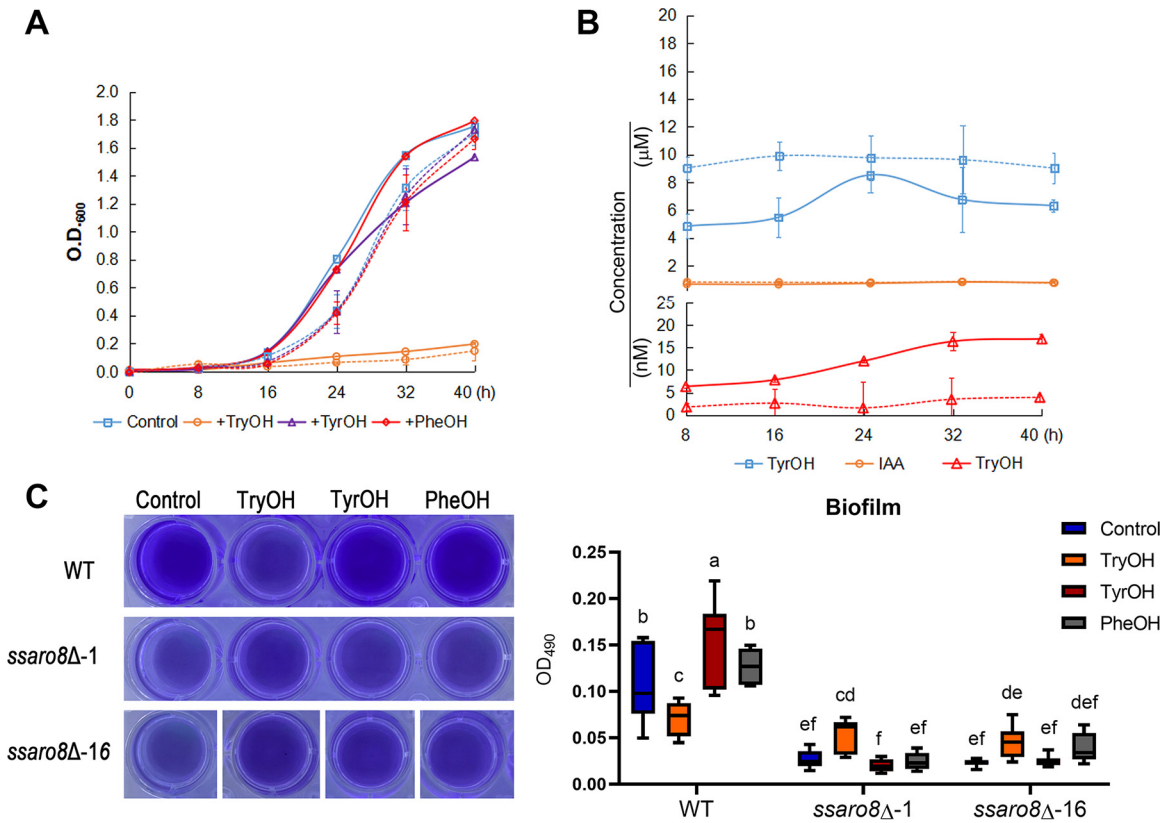 A
O.D600
2.0
1.8
1.6
1.4
1.2
1.0
0.8
0.6
0.4
0.2
0.0
0 8 16 24 32 40 (h)
Control +TryOH +TyrOH +PheOH
B
Concentration
(µM)
(nM)
20
18
16
14
12
10
8
6
4
2
25
20
15
10
5
0
8 16 24 32 40 (h)
TyrOH IAA TryOH
C
Control TryOH TyrOH PheOH
WT
ssaro8Δ-1
ssaro8Δ-16
Biofilm
OD490
0.25
0.20
0.15
0.10
0.05
0.00
b c a b
ef cd f ef
ef de ef def
WT ssaro8Δ-1 ssaro8Δ-16
Control
TryOH
TyrOH
PheOH